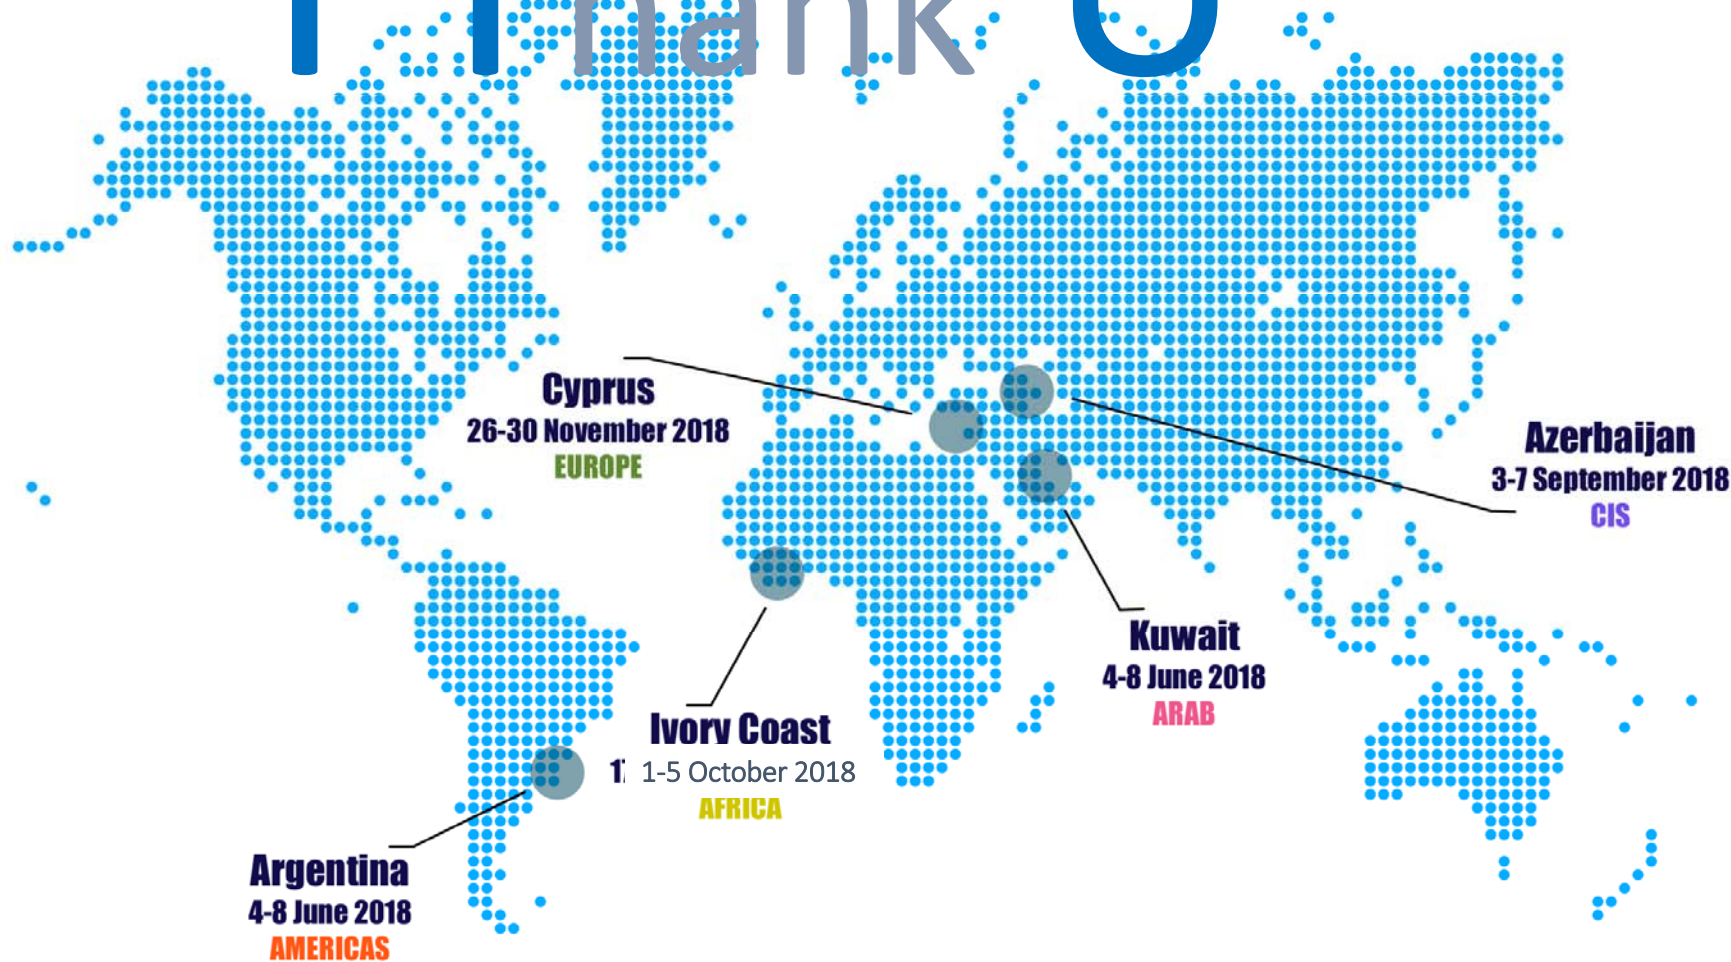 Thank U
Cyprus
26-30 November 2018
EUROPE
Azerbaijan
3-7 September 2018
CIS
Kuwait
4-8 June 2018
ARAB
Ivory Coast
1-5 October 2018
AFRICA
Argentina
4-8 June 2018
AMERICAS